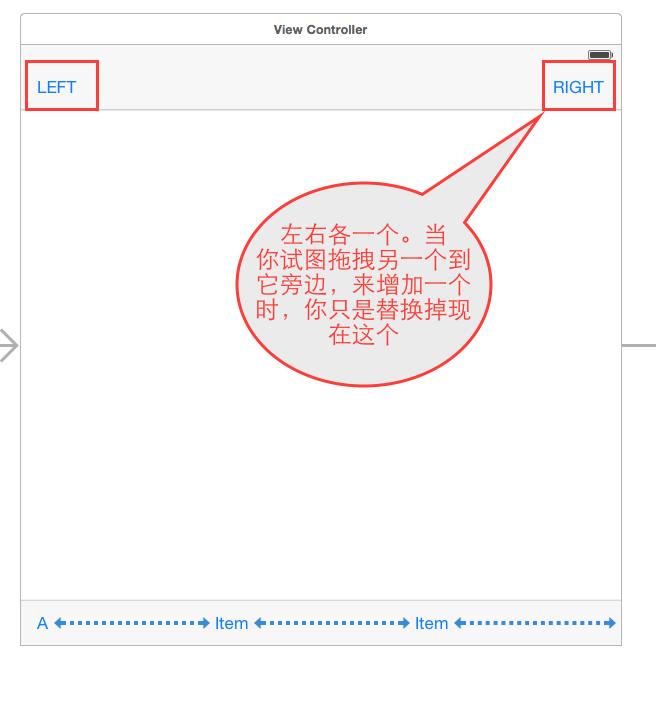 View Controller
LEFT
RIGHT
左右各一个。当
你试图拖拽另一个到
它旁边，来增加一个
时，你只是替换掉现
在这个
A Item Item